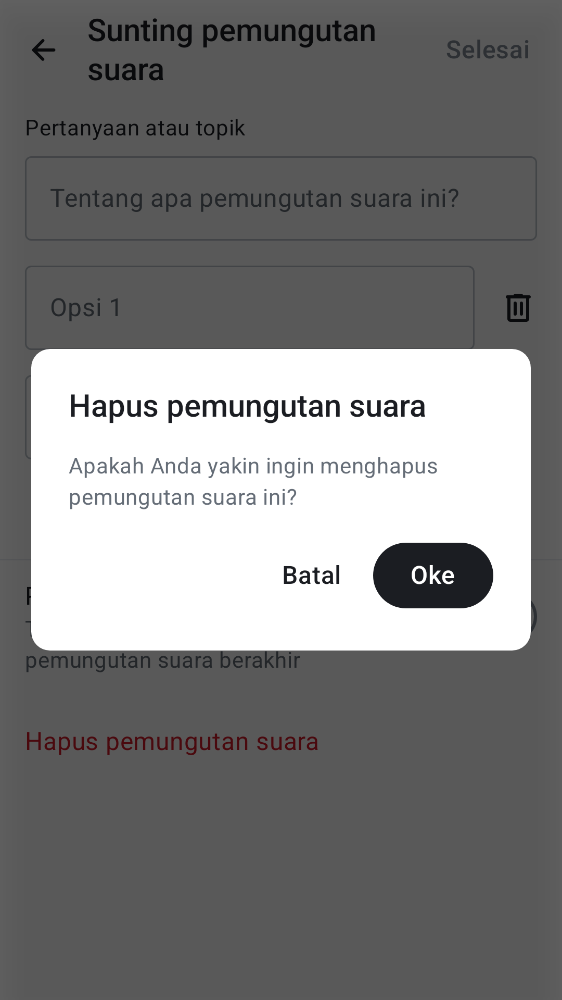 Sunting pemungutan
suara
Selesai
Pertanyaan atau topik
Tentang apa pemungutan suara ini?
Opsi 1
Hapus pemungutan suara
Apakah Anda yakin ingin menghapus
pemungutan suara ini?
Batal
Oke
pemungutan suara berakhir
Hapus pemungutan suara